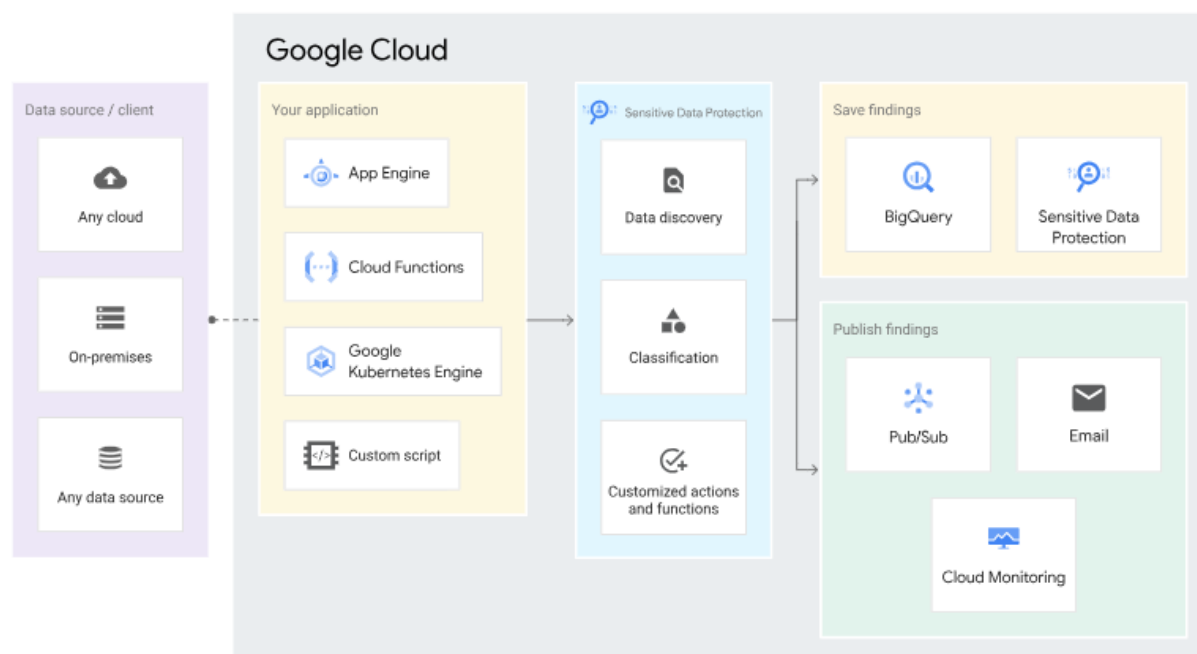 Google Cloud
Data source / client
Any cloud
On-premises
Any data source
Your application
App Engine
Cloud Functions
Google
Kubernetes Engine
</>
Custom script
Sensitive Data Protection
Data discovery
Classification
Customized actions
and functions
Save findings
BigQuery
Sensitive Data
Protection
Publish findings
Pub/Sub
Email
Cloud Monitoring